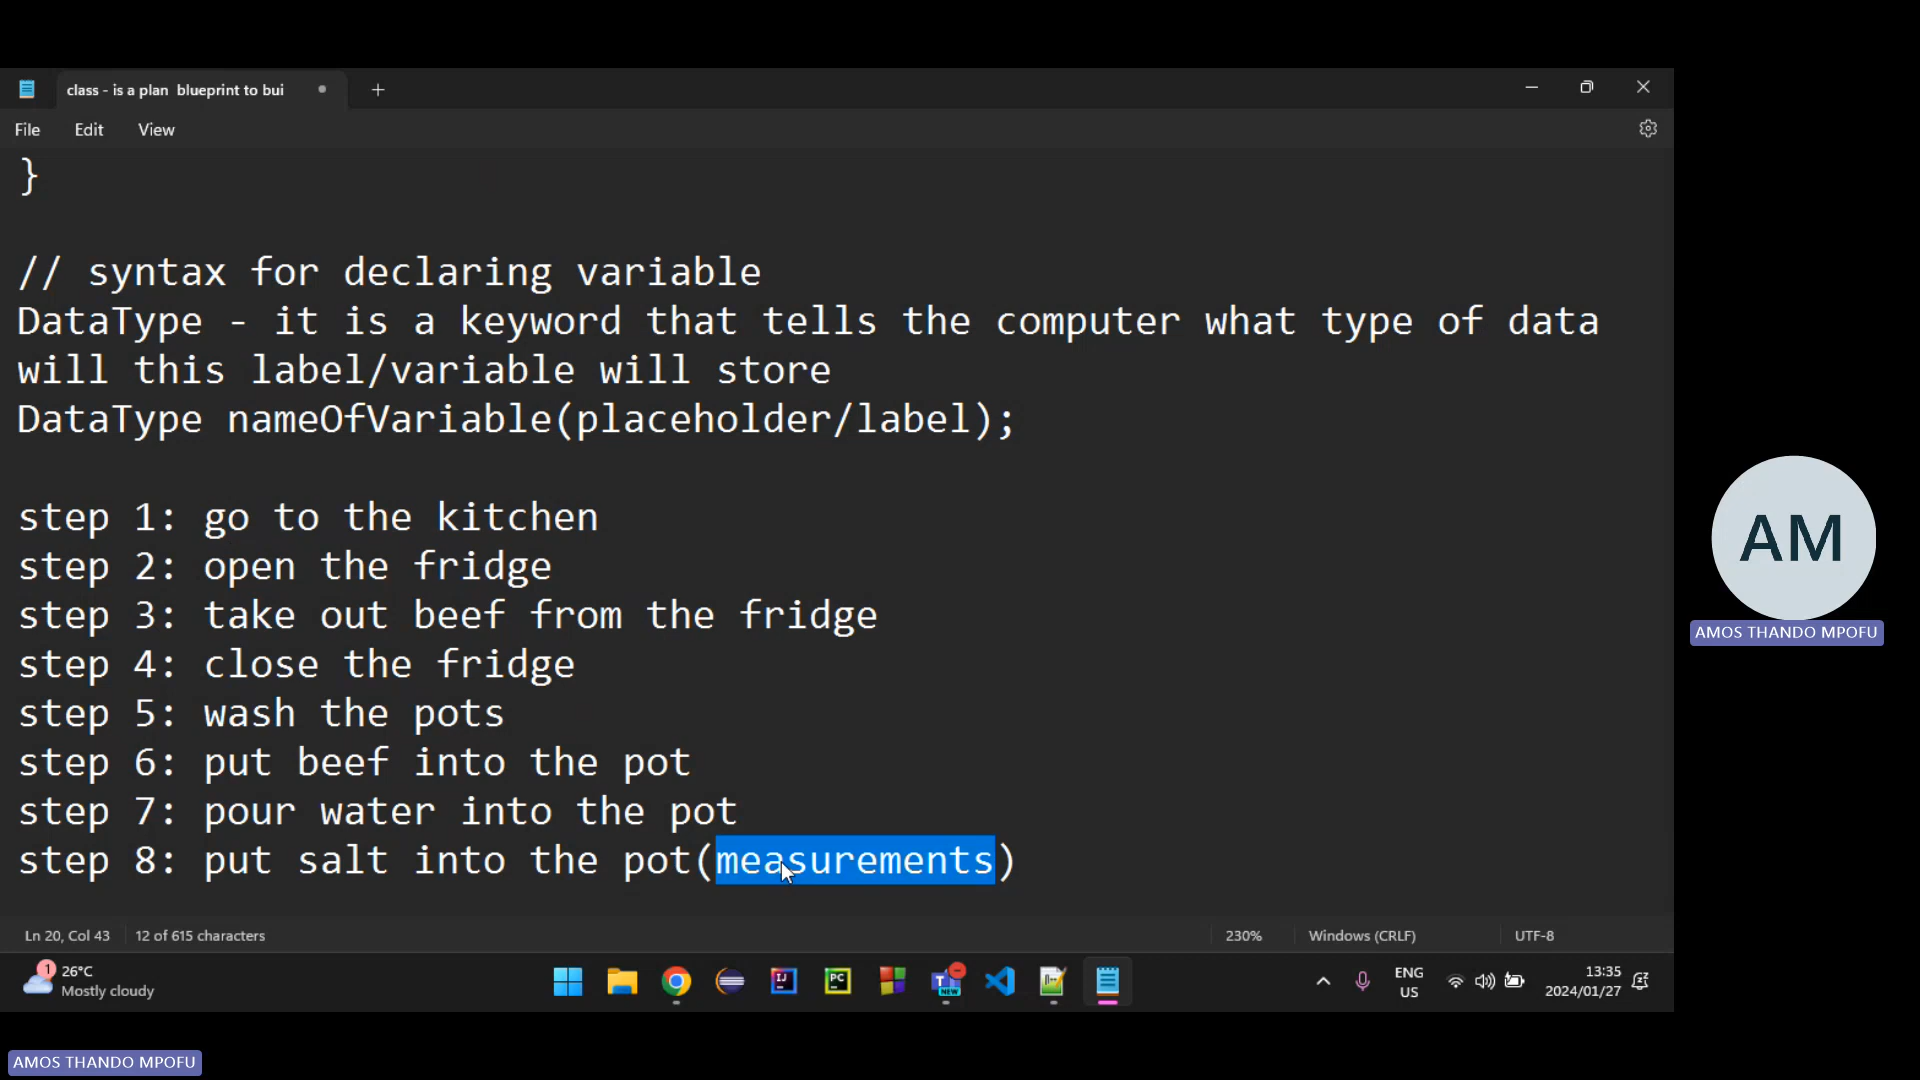 class - is a plan  blueprint to bui
File Edit View
}
// syntax for declaring variable
DataType - it is a keyword that tells the computer what type of data
will this label/variable will store
DataType nameOfVariable(placeholder/label);
step 1: go to the kitchen
step 2: open the fridge
step 3: take out beef from the fridge
step 4: close the fridge
step 5: wash the pots
step 6: put beef into the pot
step 7: pour water into the pot
step 8: put salt into the pot(measurements)
AM
AMOS THANDO MPOFU
Ln 20, Col 43 12 of 615 characters 230% Windows (CRLF) UTF-8
1 26°C
Mostly cloudy
IJ
PC
T
NEW
ENG
US
13:35
2024/01/27
AMOS THANDO MPOFU